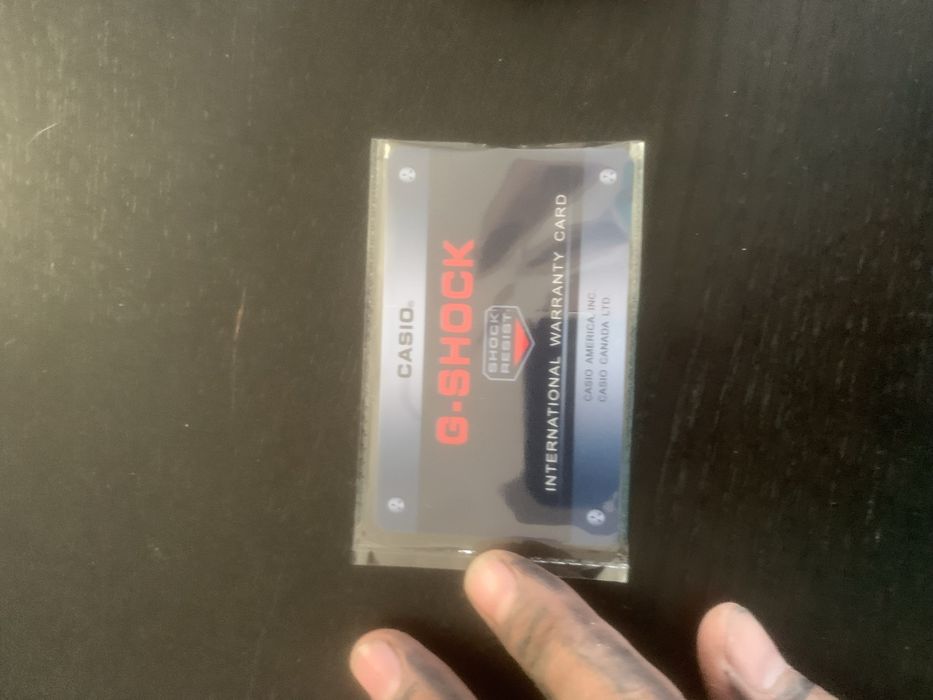 CASIO®
G-SHOCK
SHOCK
RESIST
INTERNATIONAL WARRANTY CARD
CASIO AMERICA, INC
CASIO CANADA LTD.